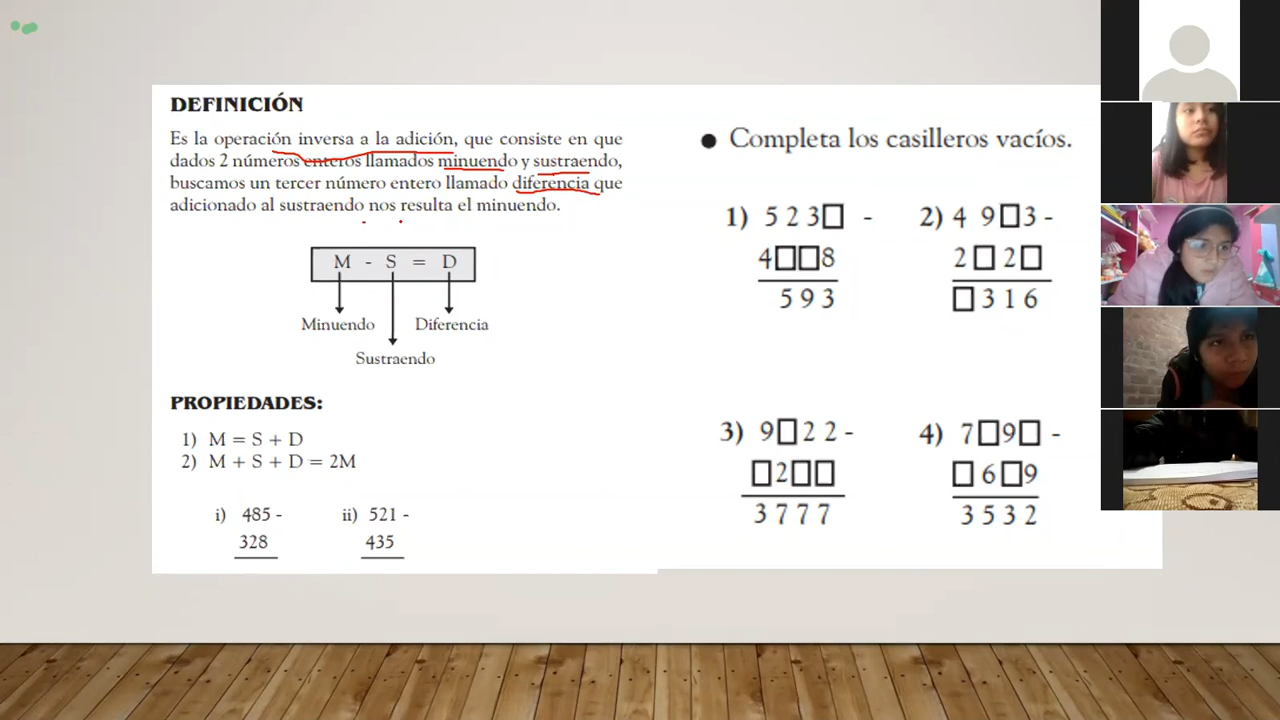 DEFINICIÓN
Es la operación inversa a la adición, que consiste en que
dados 2 números enteros llamados minuendo y sustraendo,
buscamos un tercer número entero llamado diferencia que
adicionado al sustraendo nos resulta el minuendo.
M - S = D
Minuendo Diferencia
Sustraendo
PROPIEDADES:
1) M = S + D
2) M + S + D = 2M
i) 485 - ii) 521 -
328 435
● Completa los casilleros vacíos.
1) 5 2 3□ - 2) 4 9□3 -
4□□8 2□2□
5 9 3 □3 1 6
3) 9□2 2 - 4) 7□9□ -
□2□□ □6□9
3 7 7 7 3 5 3 2